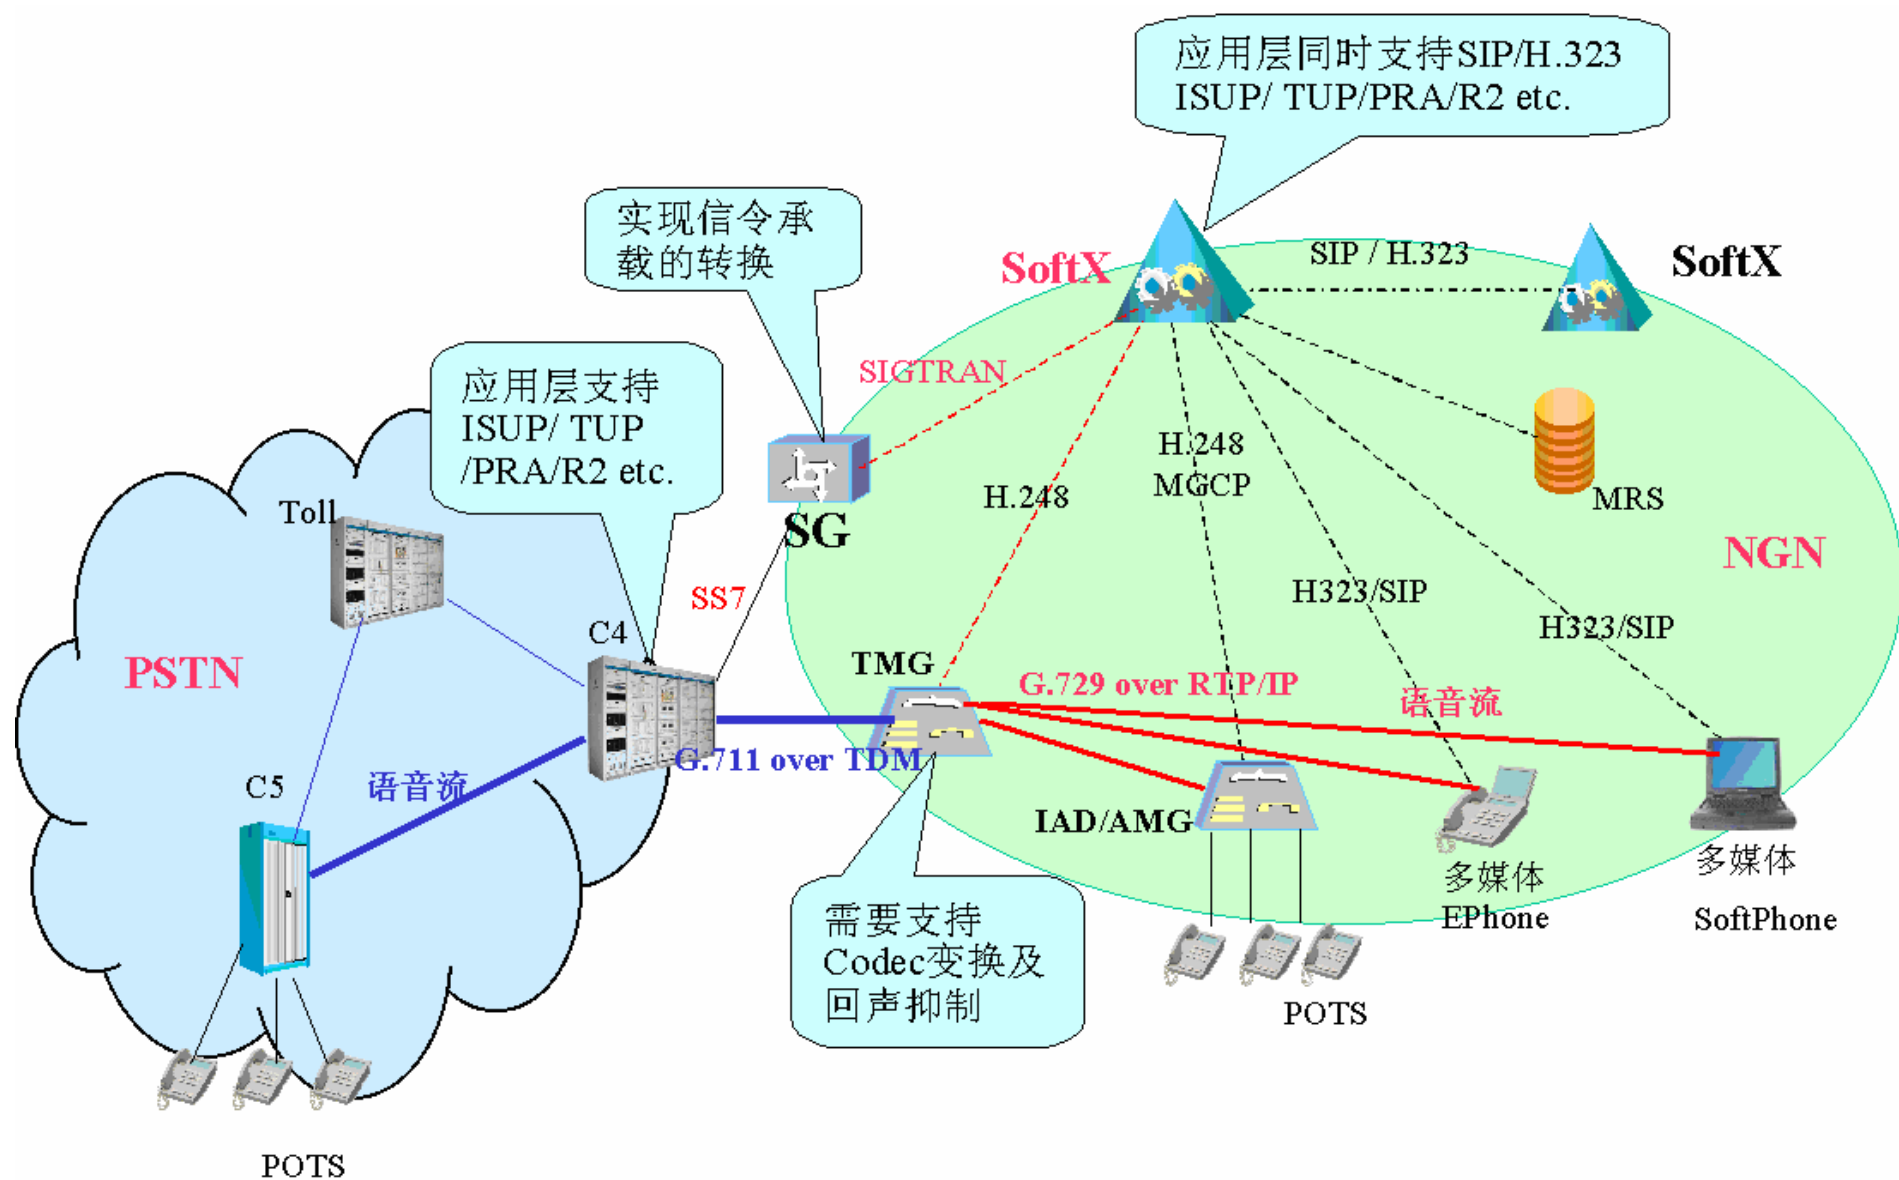 应用层同时支持SIP/H.323
ISUP/ TUP/PRA/R2 etc.
实现信令承
载的转换
SoftX
SIP / H.323
SoftX
应用层支持
ISUP/ TUP
/PRA/R2 etc.
SIGTRAN
H.248
MGCP
H.248
MRS
Toll
SG
NGN
SS7
H323/SIP
H323/SIP
C4
PSTN
TMG
G.729 over RTP/IP
语音流
G.711 over TDM
C5
语音流
IAD/AMG
多媒体
EPhone
多媒体
SoftPhone
需要支持
Codec变换及
回声抑制
POTS
POTS